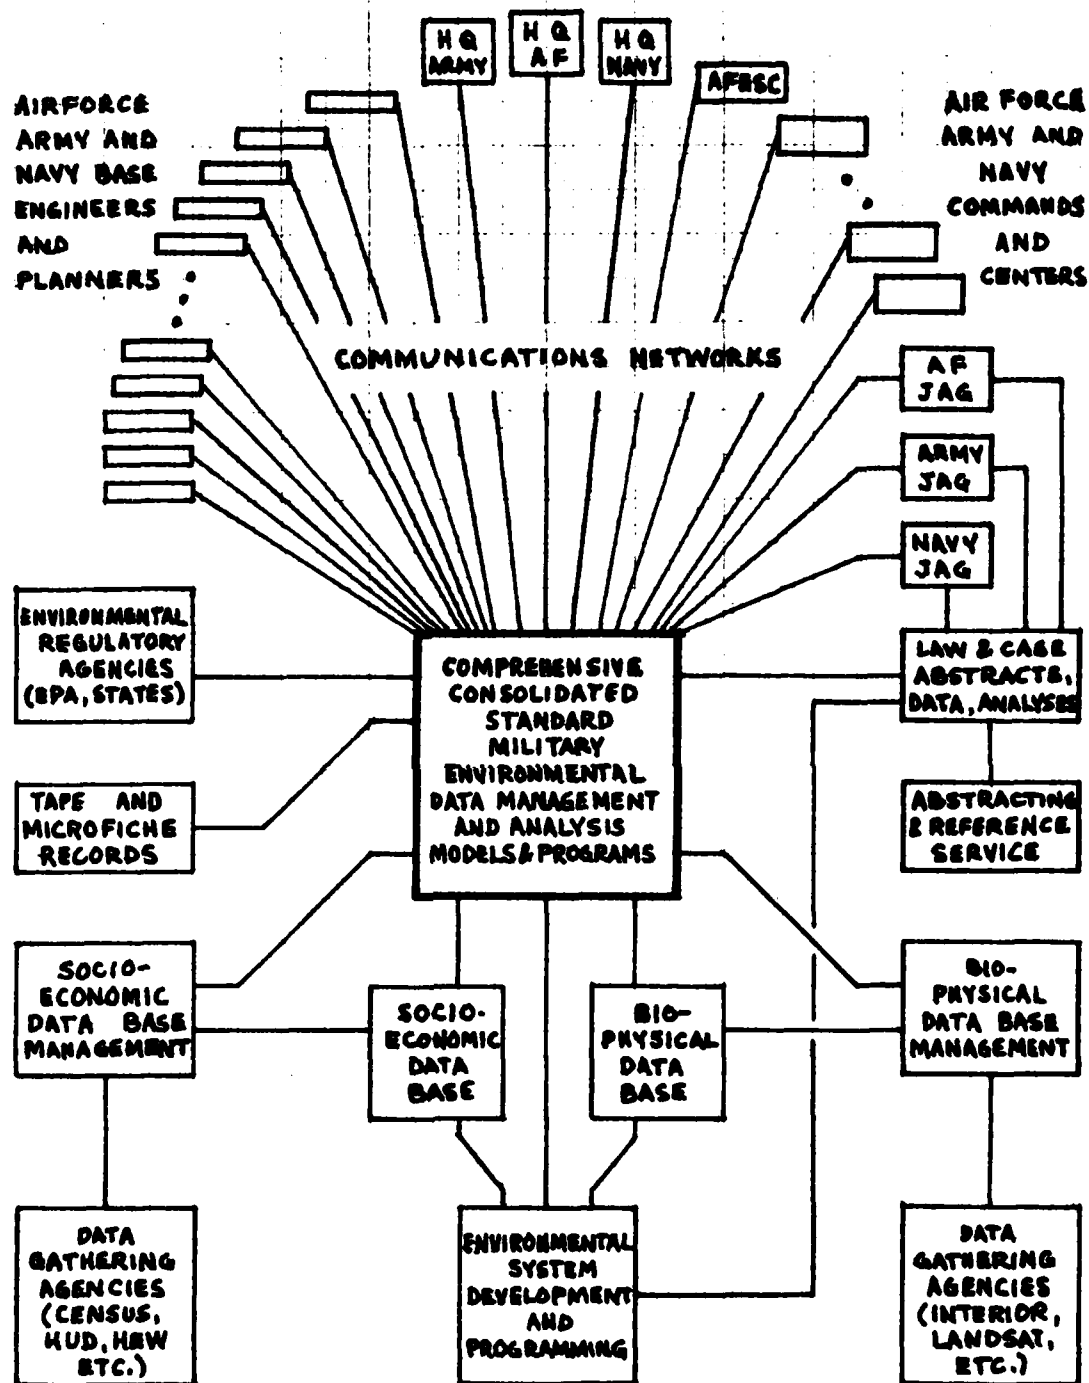 HQ
ARMY
HQ
AF
HQ
NAVY
AFESC
AIRFORCE
ARMY AND
NAVY BASE
ENGINEERS
AND
PLANNERS
AIR FORCE
ARMY AND
NAVY
COMMANDS
AND
CENTERS
COMMUNICATIONS NETWORKS
AF
JAG
ARMY
JAG
NAVY
JAG
ENVIRONMENTAL
REGULATORY
AGENCIES
(EPA, STATES)
COMPREHENSIVE
CONSOLIDATED
STANDARD
MILITARY
ENVIRONMENTAL
DATA MANAGEMENT
AND ANALYSIS
MODELS & PROGRAMS
LAW & CASE
ABSTRACTS,
DATA, ANALYSES
TAPE AND
MICROFICHE
RECORDS
ABSTRACTING
& REFERENCE
SERVICE
SOCIO-
ECONOMIC
DATA BASE
MANAGEMENT
SOCIO-
ECONOMIC
DATA
BASE
BIO-
PHYSICAL
DATA
BASE
BIO-
PHYSICAL
DATA BASE
MANAGEMENT
DATA
GATHERING
AGENCIES
(CENSUS,
HUD, HEW
ETC.)
ENVIRONMENTAL
SYSTEM
DEVELOPMENT
AND
PROGRAMMING
DATA
GATHERING
AGENCIES
(INTERIOR,
LANDSAT,
ETC.)